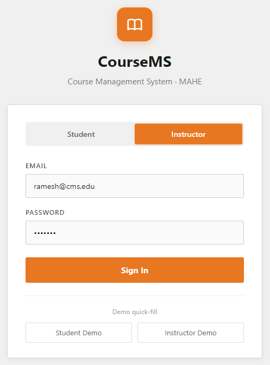 CourseMS
Course Management System · MAHE
Student Instructor
EMAIL
ramesh@cms.edu
PASSWORD
•••••••
Sign In
Demo quick-fill
Student Demo Instructor Demo